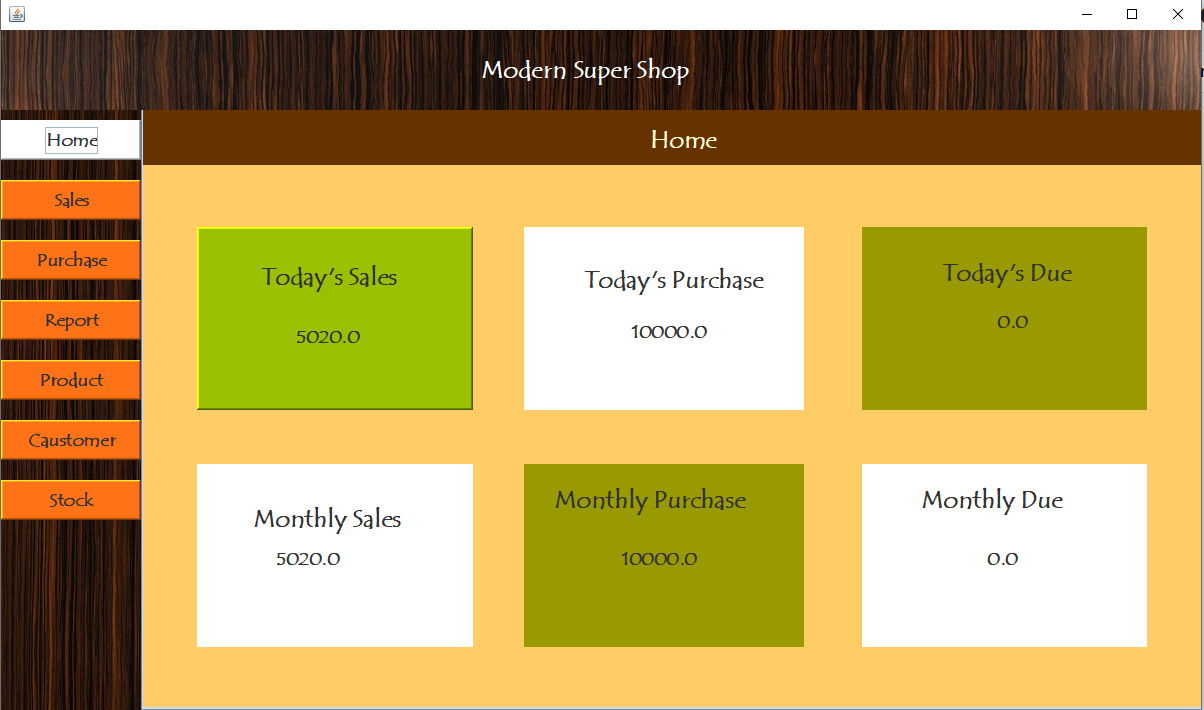 Modern Super Shop
Home
Home
Sales
Purchase
Report
Product
Caustomer
Stock
Today's Sales
5020.0
Today's Purchase
10000.0
Today's Due
0.0
Monthly Sales
5020.0
Monthly Purchase
10000.0
Monthly Due
0.0